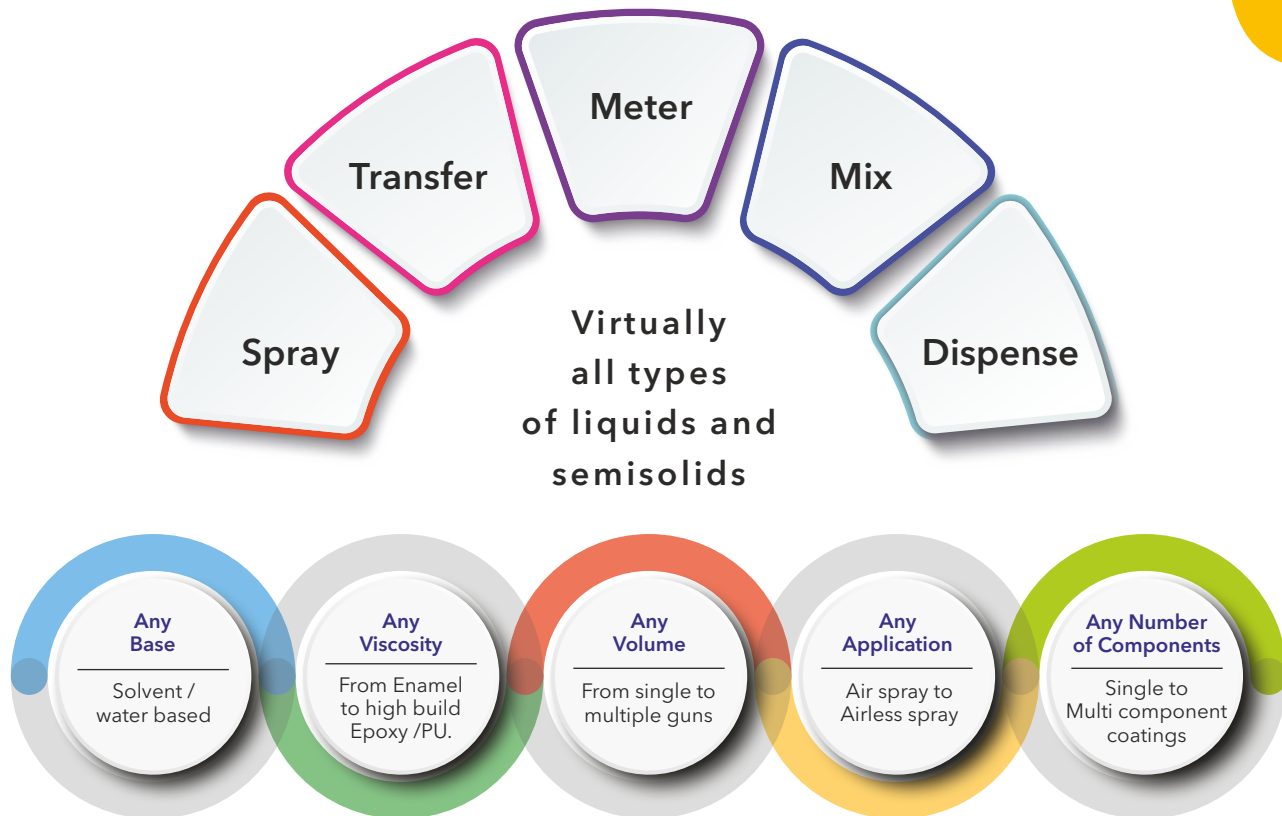 Spray
Transfer
Meter
Mix
Dispense
Virtually
all types
of liquids and
semisolids
Any
Base
Solvent /
water based
Any
Viscosity
From Enamel
to high build
Epoxy /PU.
Any
Volume
From single to
multiple guns
Any
Application
Air spray to
Airless spray
Any Number
of Components
Single to
Multi component
coatings